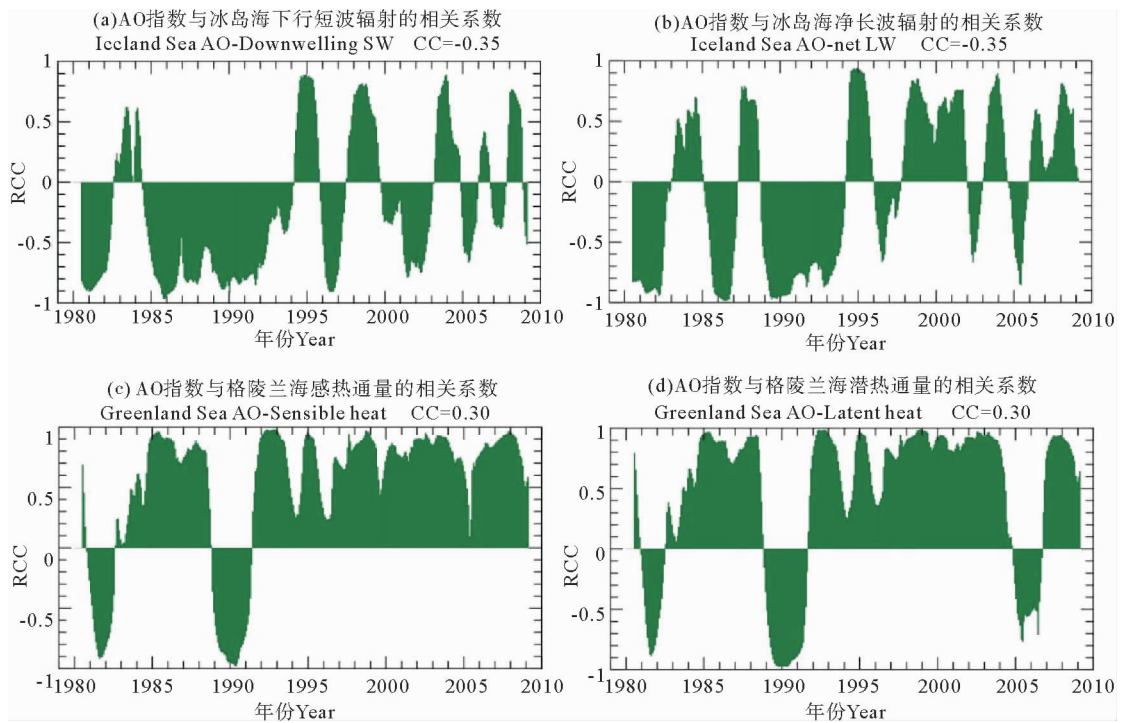 (a)AO指数与冰岛海下行短波辐射的相关系数
Iceland Sea AO-Downwelling SW CC=-0.35
1
0.5
0
-0.5
-1
RCC
1980 1985 1990 1995 2000 2005 2010
年份Year
(b)AO指数与冰岛海净长波辐射的相关系数
Iceland Sea AO-net LW CC=-0.35
1
0.5
0
-0.5
-1
RCC
1980 1985 1990 1995 2000 2005 2010
年份Year
(c) AO指数与格陵兰海感热通量的相关系数
Greenland Sea AO-Sensible heat CC=0.30
1
0.5
0
-0.5
-1
RCC
1980 1985 1990 1995 2000 2005 2010
年份Year
(d)AO指数与格陵兰海潜热通量的相关系数
Greenland Sea AO-Latent heat CC=0.30
1
0.5
0
-0.5
-1
RCC
1980 1985 1990 1995 2000 2005 2010
年份Year